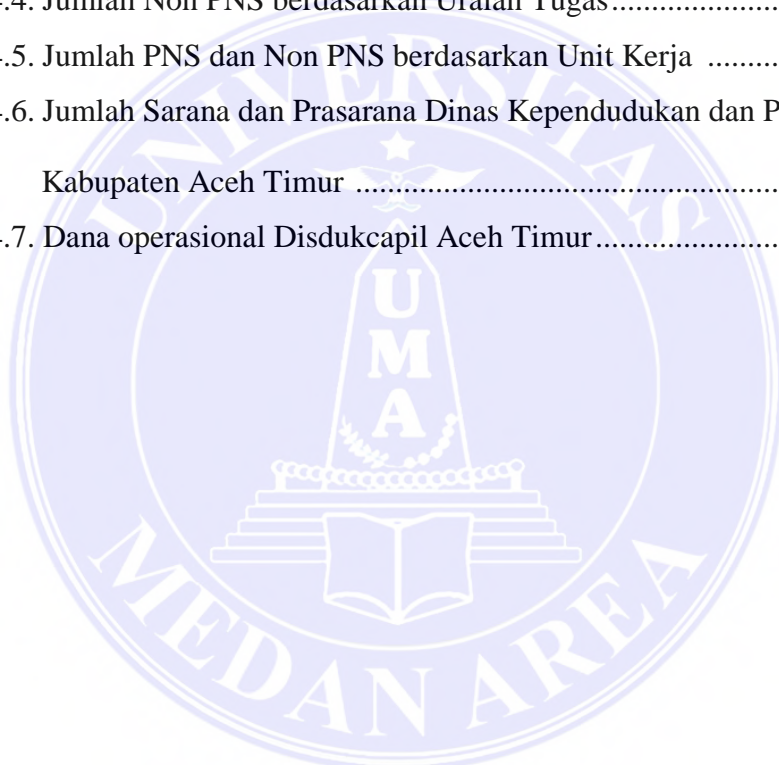 .4. Jumlah Non PNS berdasarkan Uraian Tugas........................
.5. Jumlah PNS dan Non PNS berdasarkan Unit Kerja .........
.6. Jumlah Sarana dan Prasarana Dinas Kependudukan dan P
Kabupaten Aceh Timur ........................................................
.7. Dana operasional Disdukcapil Aceh Timur..........................
UNIVERSITAS
UMA
MEDAN AREA